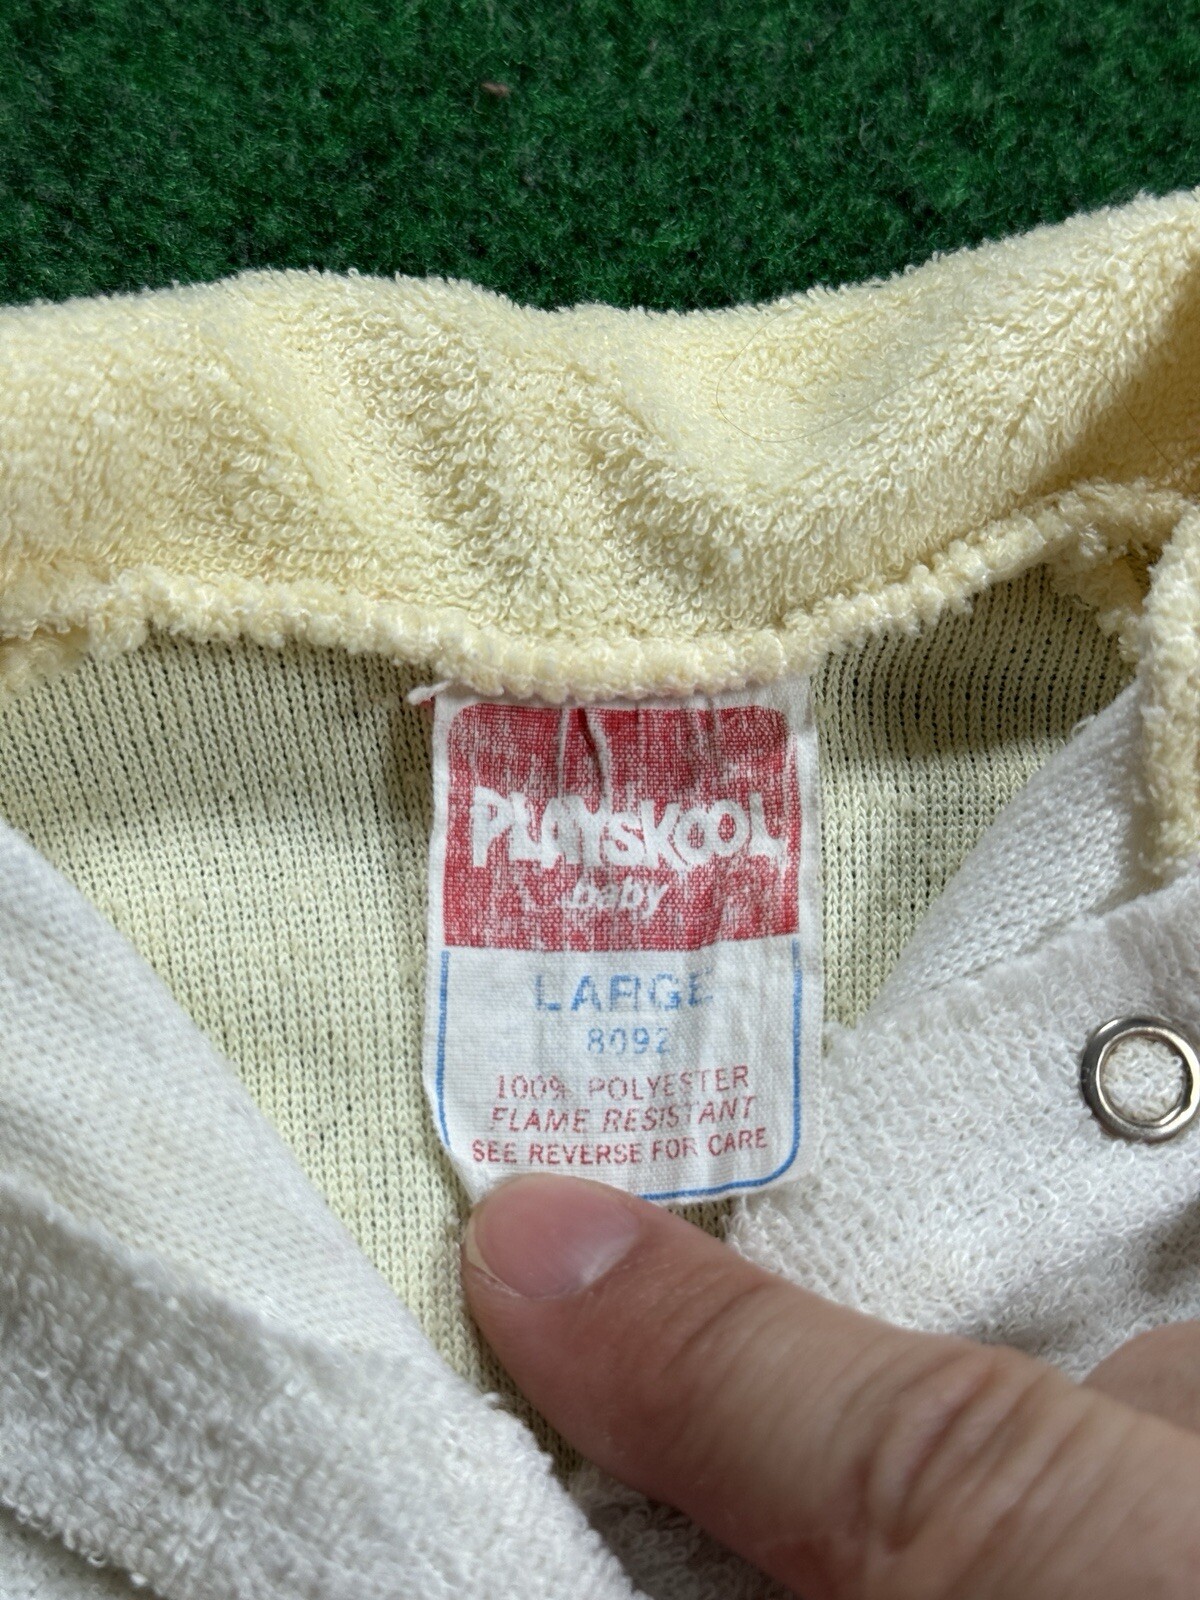 PLAYSKOOL
baby
LARGE
8092
100% POLYESTER
FLAME RESISTANT
SEE REVERSE FOR CARE